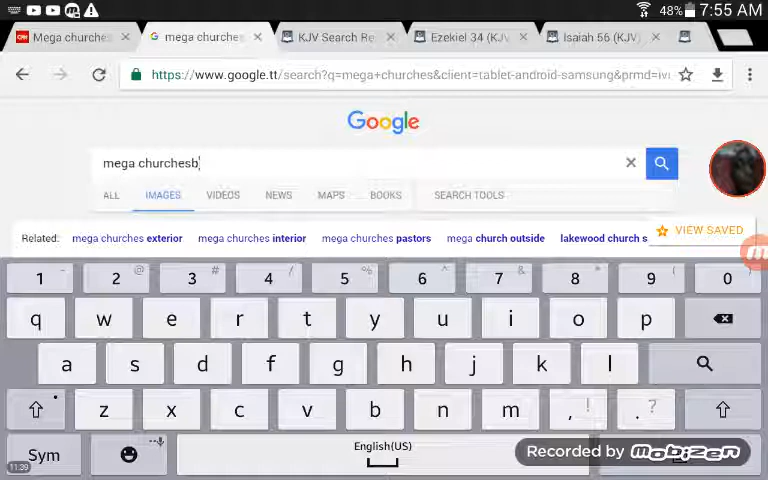 48% 7:55 AM
Mega churches
mega churches
KJV Search Re
Ezekiel 34 (KJV)
Isaiah 56 (KJV)
https://www.google.tt/search?q=mega+churches&client=tablet-android-samsung&prmd=iv
Google
mega churchesb
ALL IMAGES VIDEOS NEWS MAPS BOOKS SEARCH TOOLS
Related: mega churches exterior mega churches interior mega churches pastors mega church outside lakewood church s
VIEW SAVED
1 - 2 @ 3 # 4 / 5 % 6 ^ 7 & 8 * 9 ( 0 )
q w e r t y u i o p
a s d f g h j k l
z x c v b n m , ! . ?
Sym English(US)
11:39
Recorded by mobizen